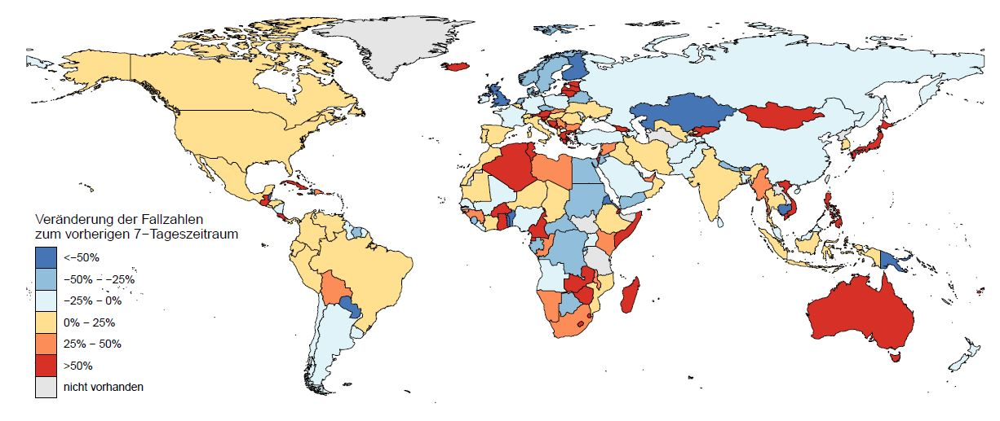 Veränderung der Fallzahlen
zum vorherigen 7−Tageszeitraum
<−50%
−50% − −25%
−25% − 0%
0% − 25%
25% − 50%
>50%
nicht vorhanden